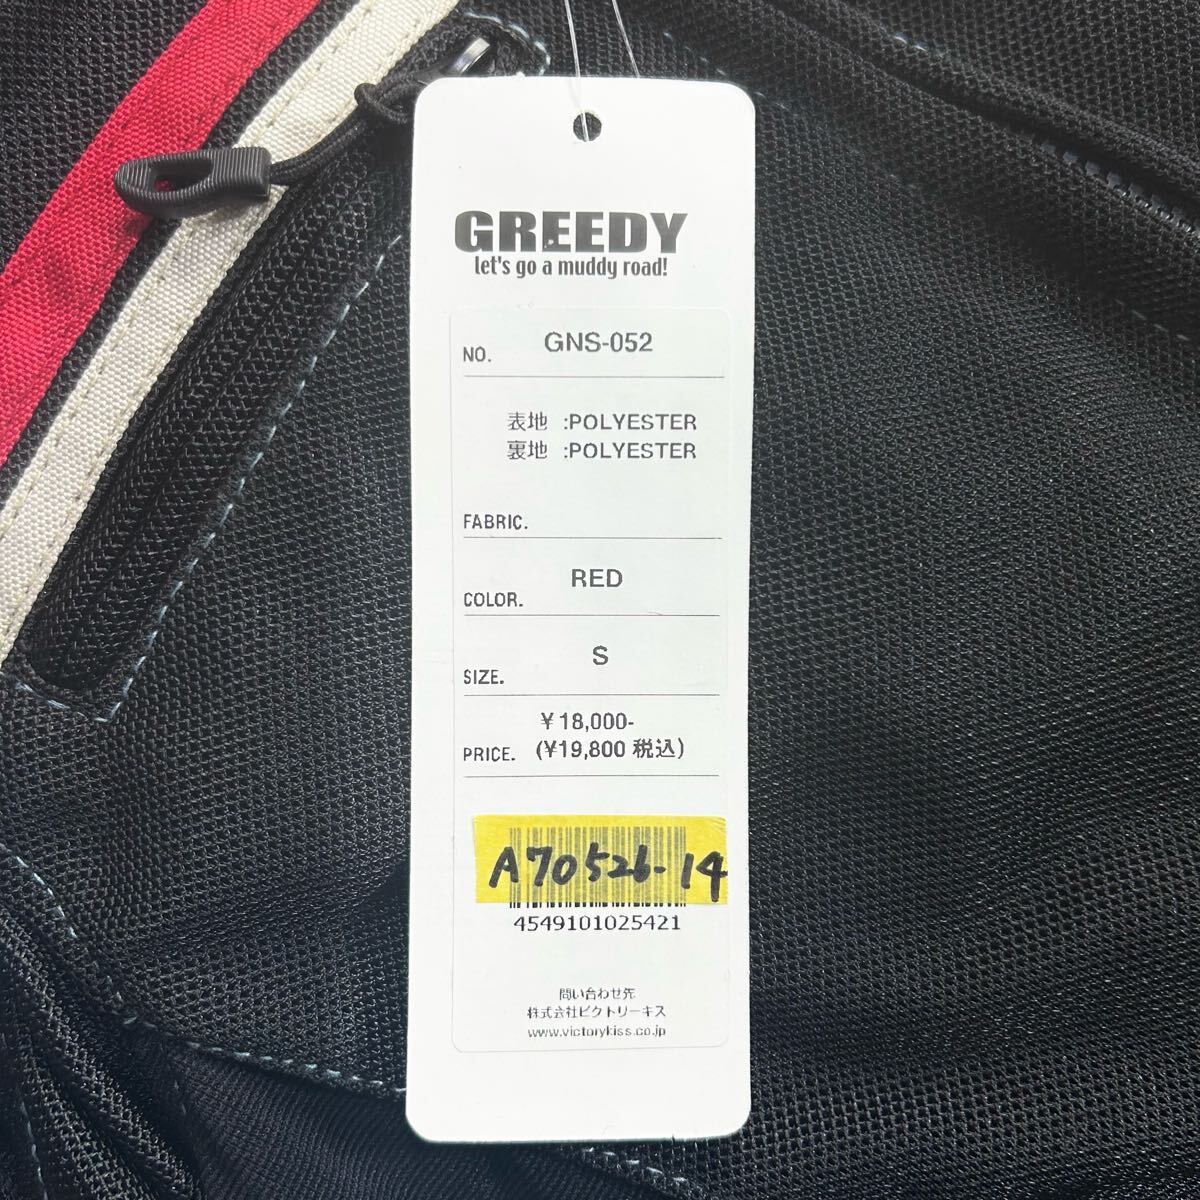 GREEDY
let's go a muddy road!
NO. GNS-052
表地 :POLYESTER
裏地 :POLYESTER
FABRIC.
COLOR. RED
SIZE. S
¥18,000-
PRICE. (¥19,800 税込)
A70526-14
4549101025421
問い合わせ先
株式会社ビクトリーキス
www.victorykiss.co.jp